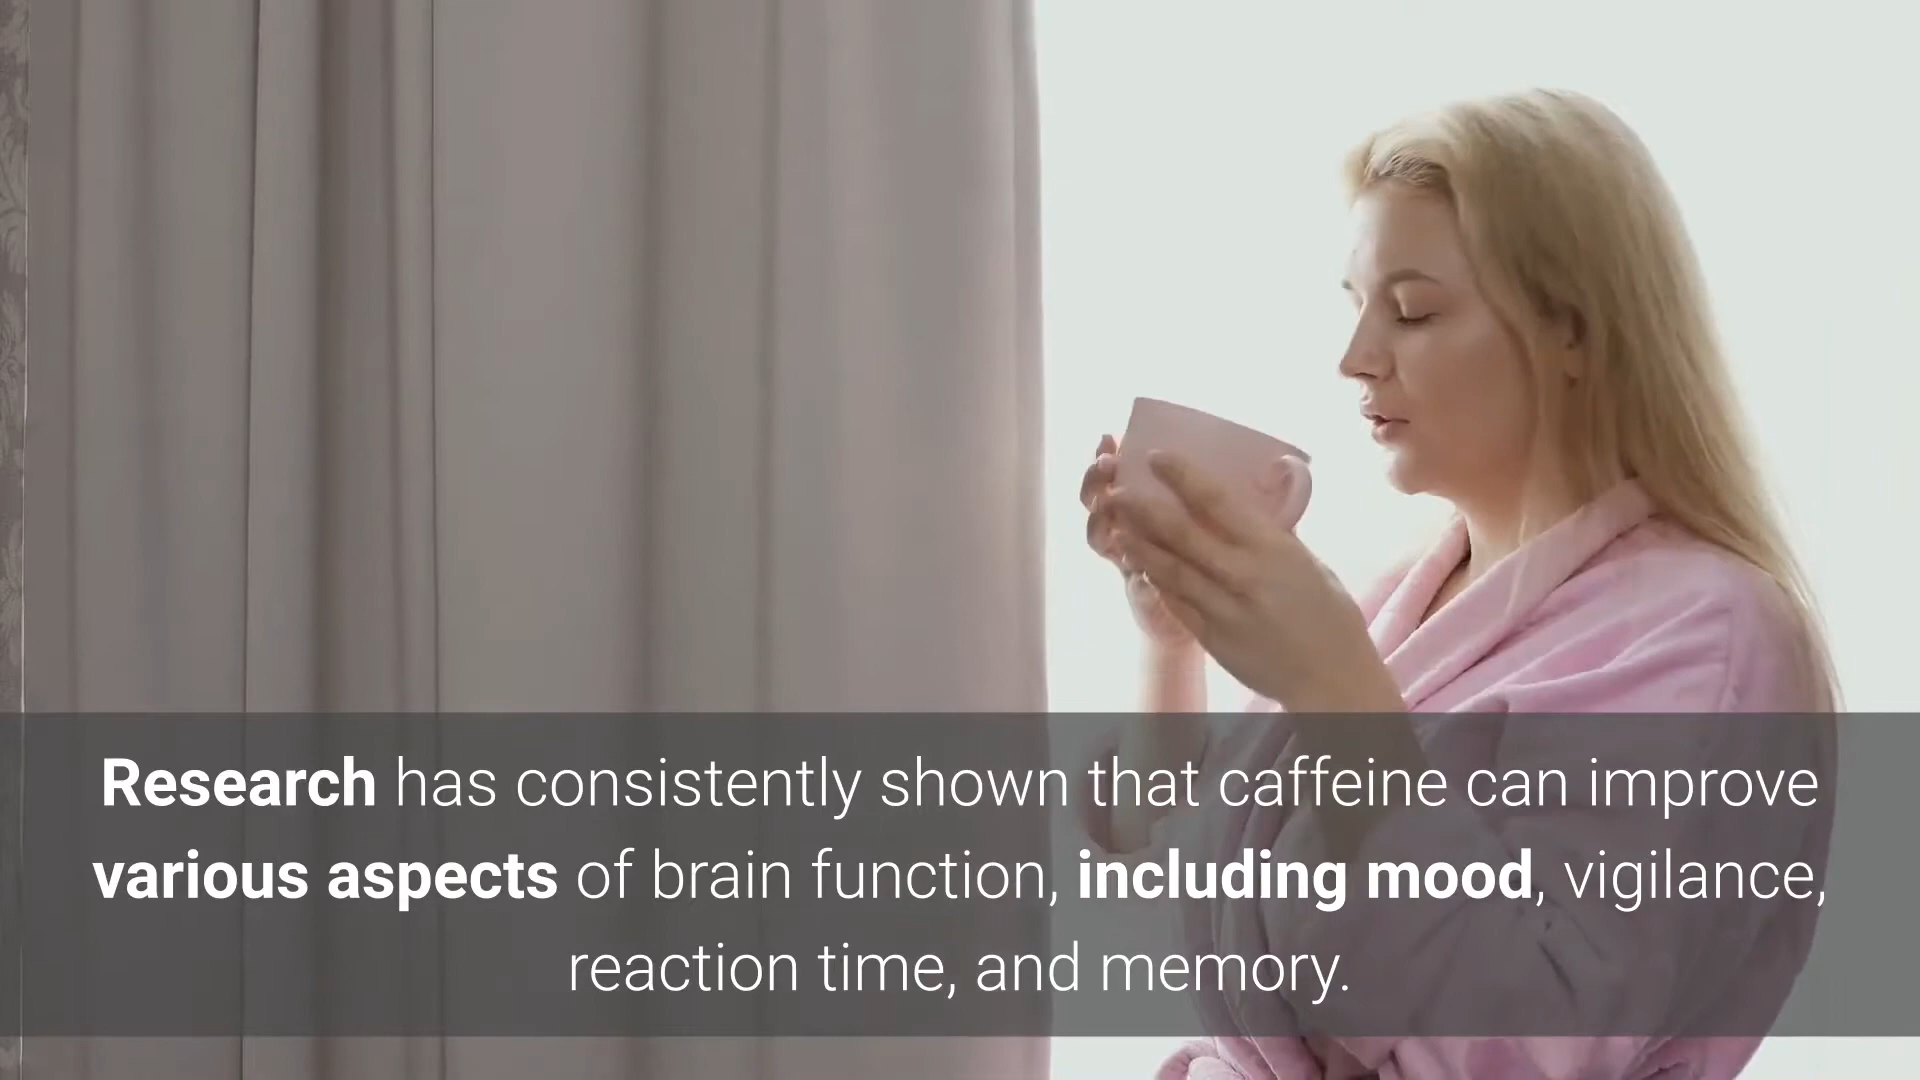 Research has consistently shown that caffeine can improve
various aspects of brain function, including mood, vigilance,
reaction time, and memory.